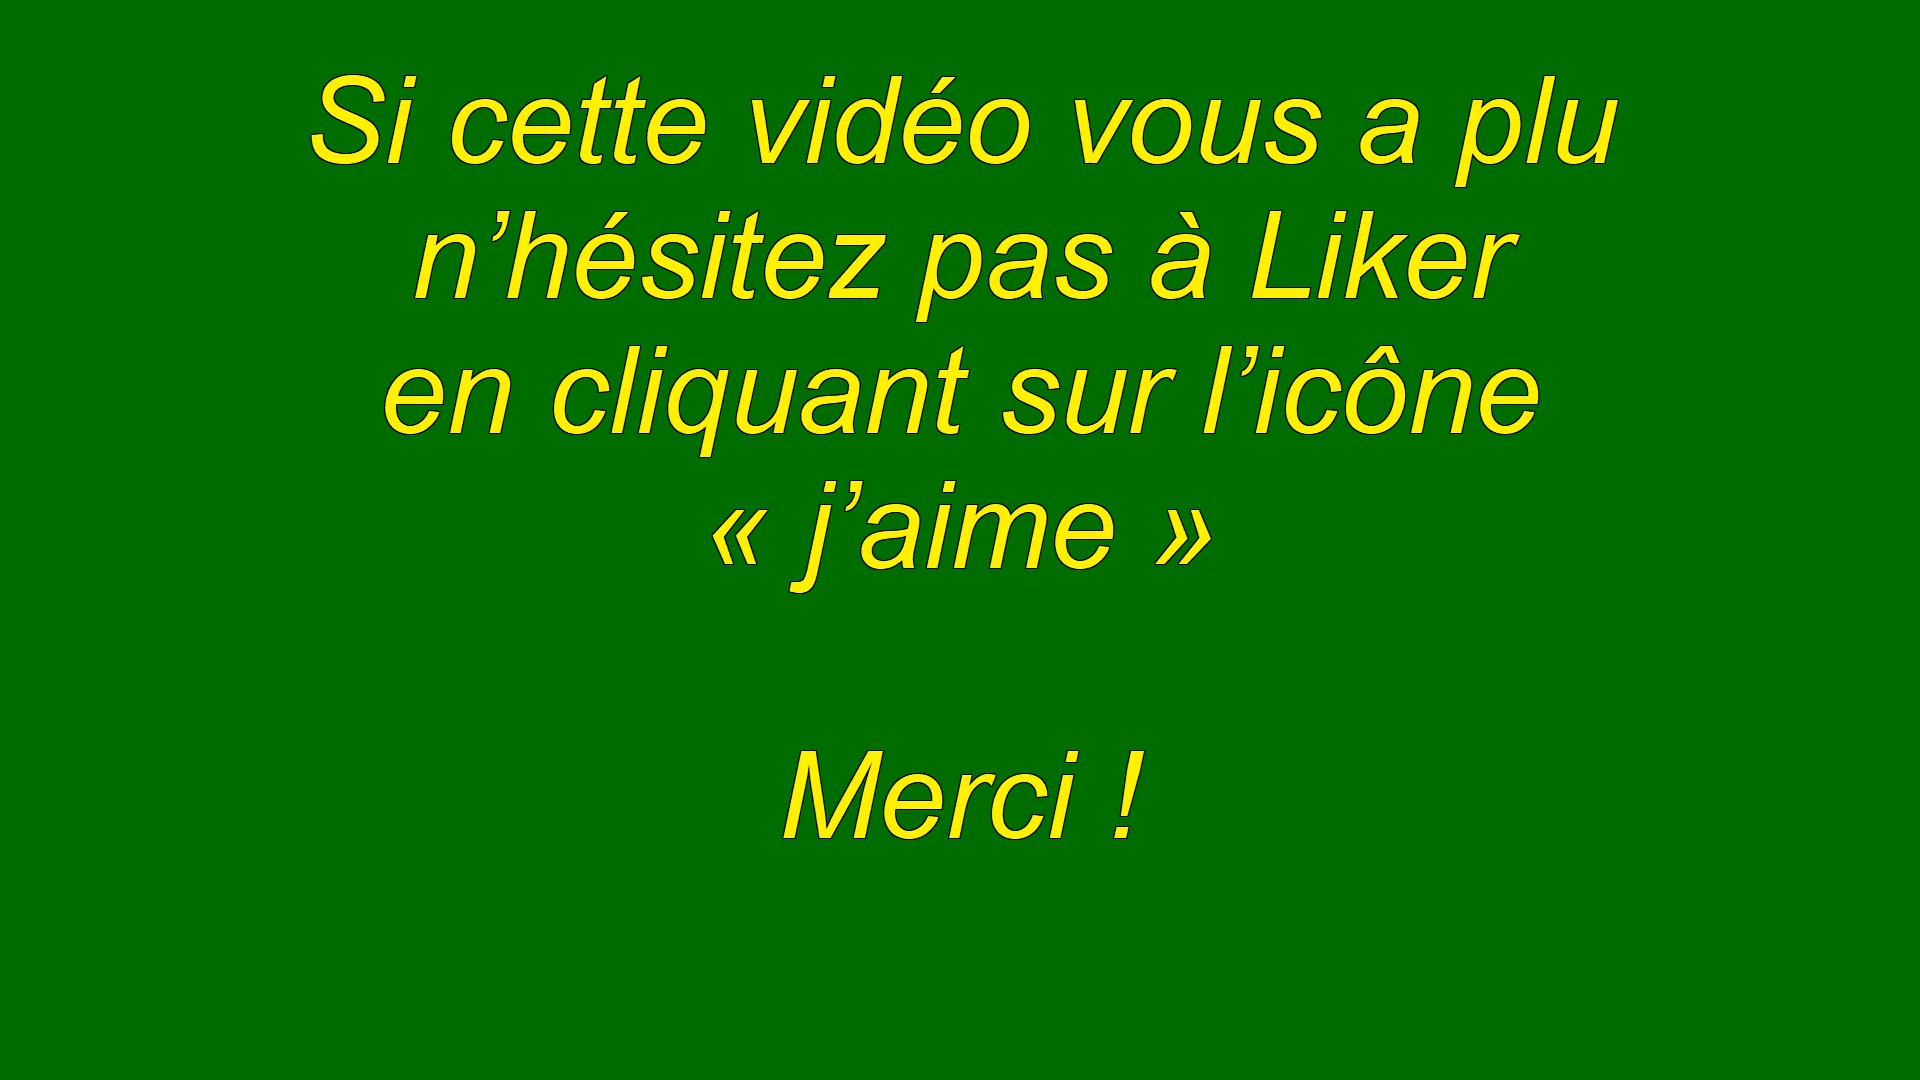 Si cette vidéo vous a plu
n’hésitez pas à Liker
en cliquant sur l’icône
« j’aime »
Merci !